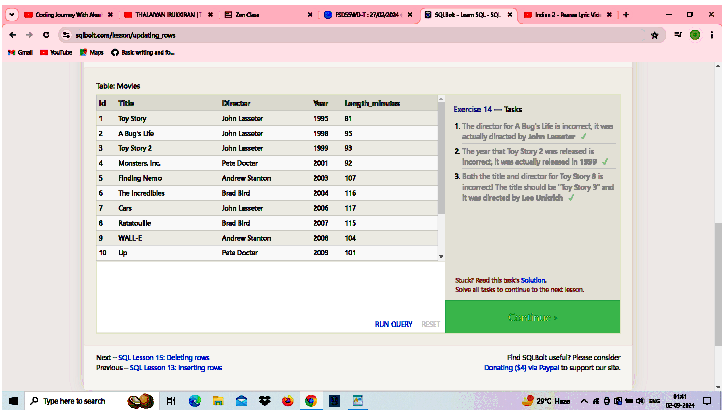 Coding Journey With Akas
THALAIVAN IRUKKIRAN | T
Zen Class
FSD55WD-T : 27/02/2024 -
SQLBolt - Learn SQL - SQL
Indian 2 - Paaraa Lyric Vide
sqlbolt.com/lesson/updating_rows
Gmail YouTube Maps Basic writing and fo...
Table: Movies
Id Title Director Year Length_minutes
1 Toy Story John Lasseter 1995 81
2 A Bug's Life John Lasseter 1998 95
3 Toy Story 2 John Lasseter 1999 93
4 Monsters, Inc. Pete Docter 2001 92
5 Finding Nemo Andrew Stanton 2003 107
6 The Incredibles Brad Bird 2004 116
7 Cars John Lasseter 2006 117
8 Ratatouille Brad Bird 2007 115
9 WALL-E Andrew Stanton 2008 104
10 Up Pete Docter 2009 101
RUN QUERY RESET
Exercise 14 — Tasks
1. The director for A Bug's Life is incorrect, it was
actually directed by John Lasseter ✓
2. The year that Toy Story 2 was released is
incorrect, it was actually released in 1999 ✓
3. Both the title and director for Toy Story 8 is
incorrect! The title should be "Toy Story 3" and
it was directed by Lee Unkrich ✓
Stuck? Read this task's Solution.
Solve all tasks to continue to the next lesson.
Continue ›
Next – SQL Lesson 15: Deleting rows
Previous – SQL Lesson 13: Inserting rows
Find SQLBolt useful? Please consider
Donating ($4) via Paypal to support our site.
Type here to search
29°C Haze
ENG
01:41
02-09-2024